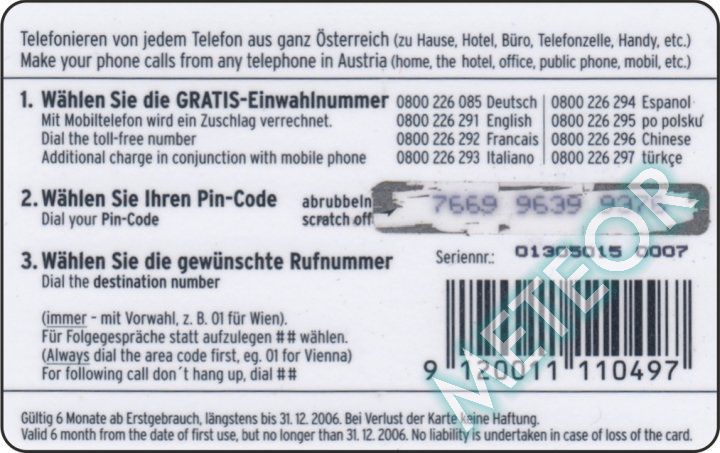 Telefonieren von jedem Telefon aus ganz Österreich (zu Hause, Hotel, Büro, Telefonzelle, Handy, etc.)
Make your phone calls from any telephone in Austria (home, the hotel, office, public phone, mobil, etc.)
1. Wählen Sie die GRATIS-Einwahlnummer
Mit Mobiltelefon wird ein Zuschlag verrechnet.
Dial the toll-free number
Additional charge in conjunction with mobile phone
0800 226 085 Deutsch
0800 226 291 English
0800 226 292 Francais
0800 226 293 Italiano
0800 226 294 Espanol
0800 226 295 po polsku
0800 226 296 Chinese
0800 226 297 türkçe
2. Wählen Sie Ihren Pin-Code
Dial your Pin-Code
abrubbeln
scratch off
7669 9639
3. Wählen Sie die gewünschte Rufnummer
Dial the destination number
Seriennr.: 01305015 0007
(immer - mit Vorwahl, z. B. 01 für Wien).
Für Folgegespräche statt aufzulegen ## wählen.
(Always dial the area code first, eg. 01 for Vienna)
For following call don´t hang up, dial ##
9 120011 110497
METEOR
Gültig 6 Monate ab Erstgebrauch, längstens bis 31. 12. 2006. Bei Verlust der Karte keine Haftung.
Valid 6 month from the date of first use, but no longer than 31. 12. 2006. No liability is undertaken in case of loss of the card.